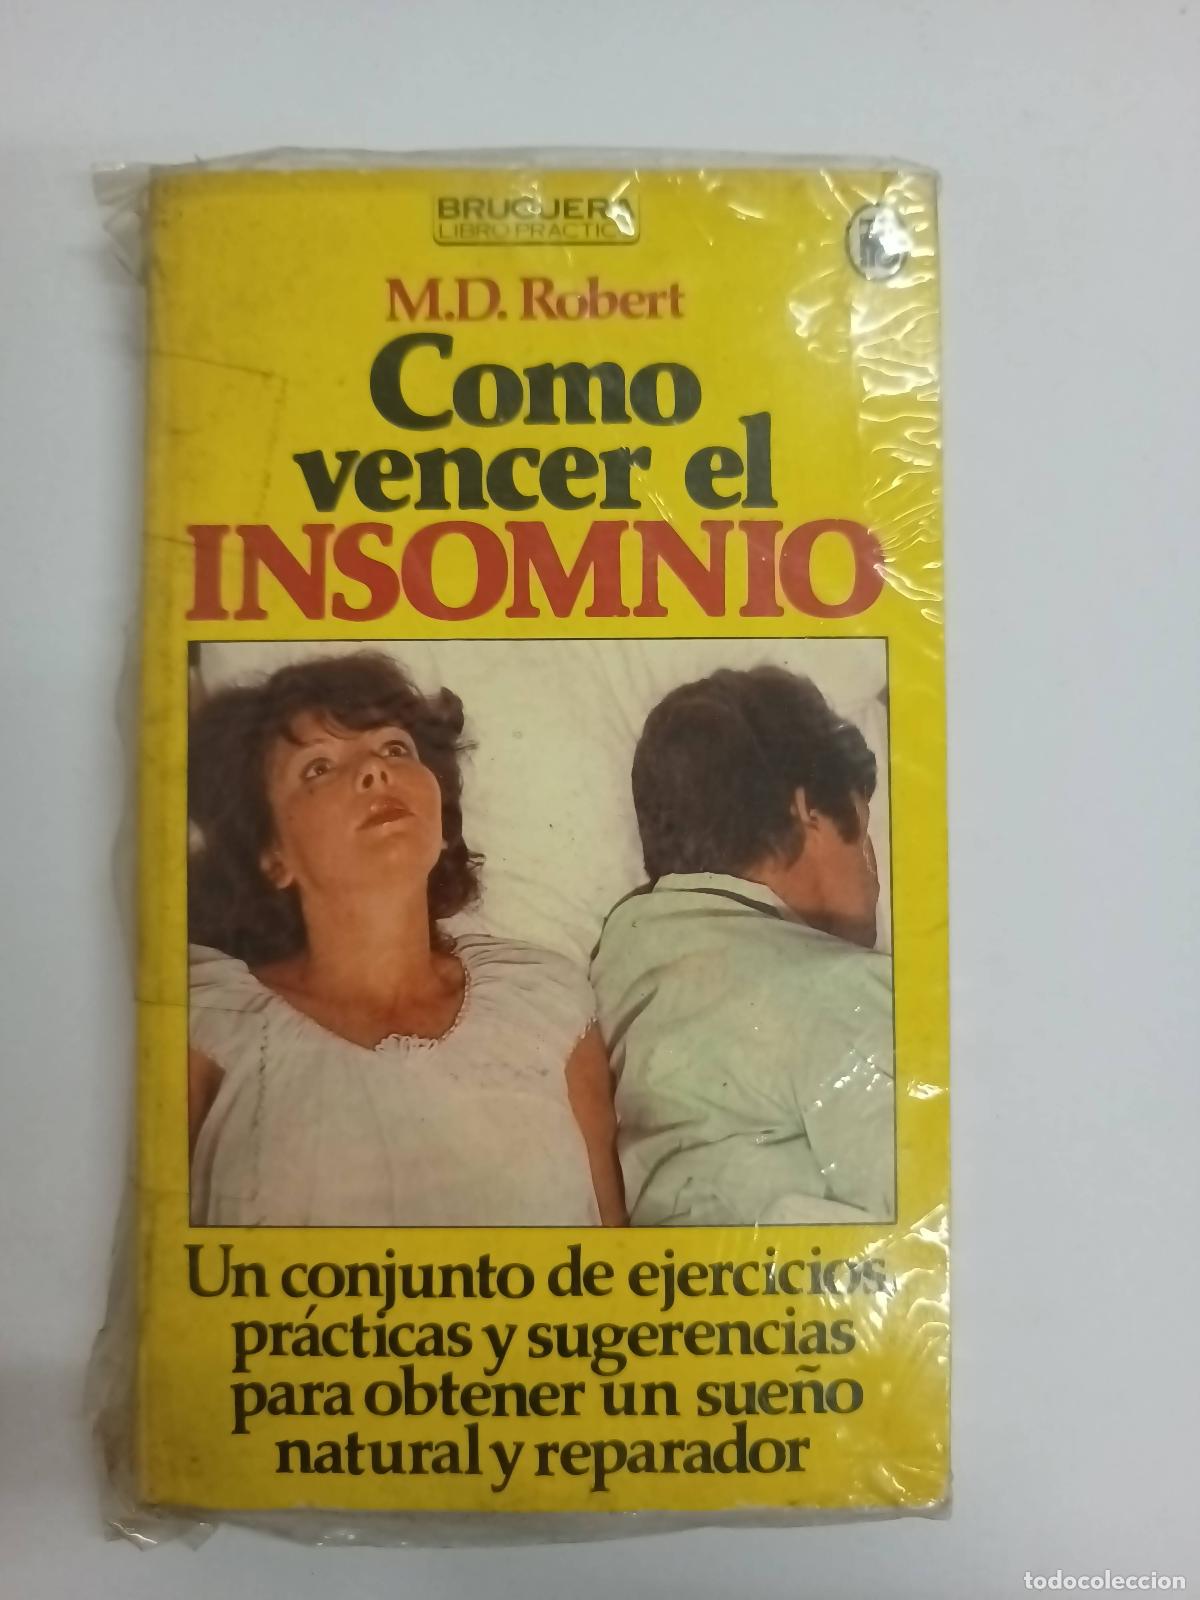 BRUGUERA
LIBRO PRACTICO
M.D. Robert
Como
vencer el
INSOMNIO
Un conjunto de ejercicios,
prácticas y sugerencias
para obtener un sueño
natural y reparador
todocoleccion